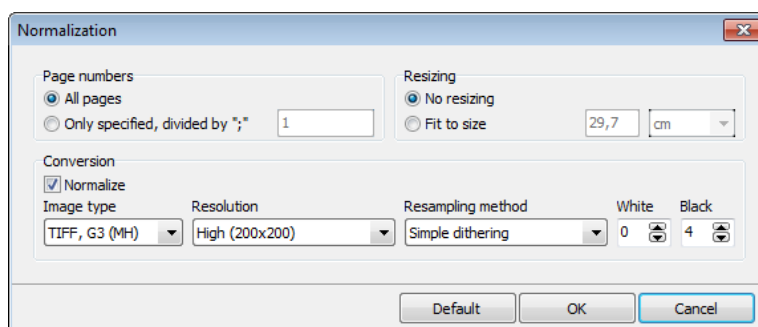 Normalization
Page numbers
All pages
Only specified, divided by ";" 1
Resizing
No resizing
Fit to size 29,7 cm
Conversion
Normalize
Image type Resolution Resampling method White Black
TIFF, G3 (MH) High (200x200) Simple dithering 0 4
Default OK Cancel